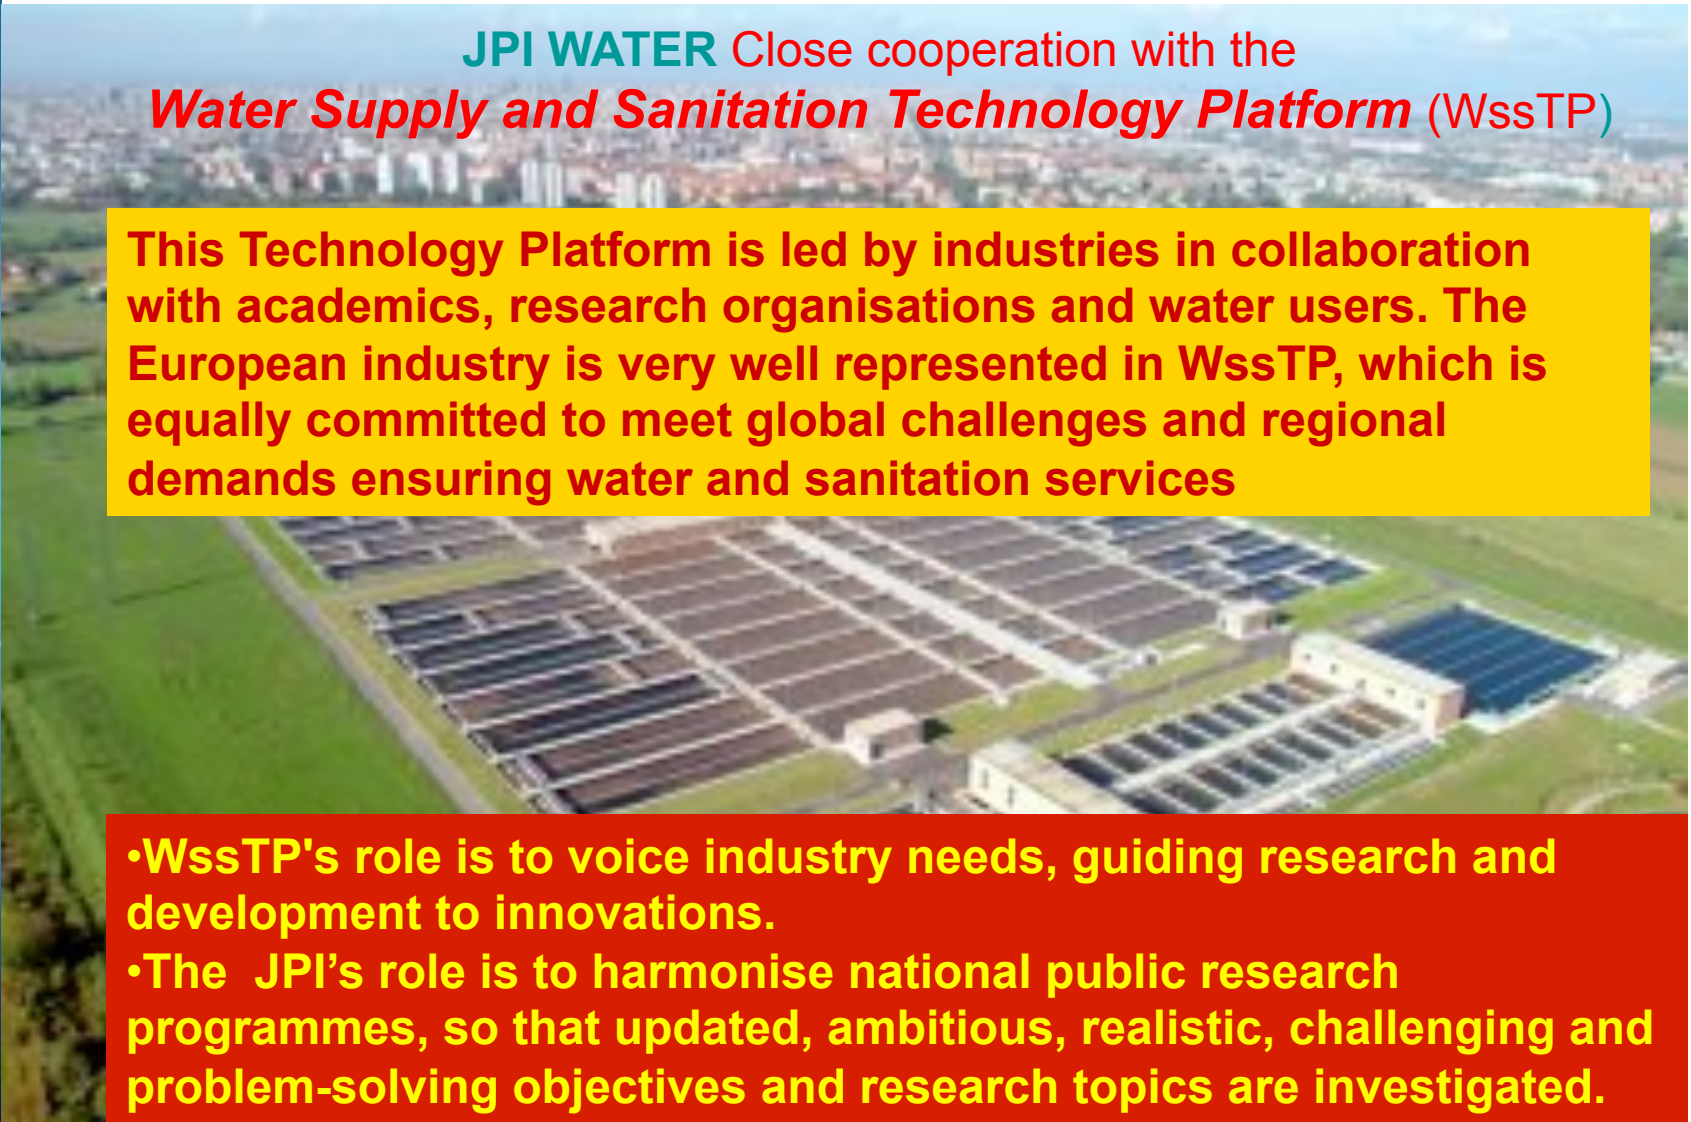 JPI WATER Close cooperation with the
Water Supply and Sanitation Technology Platform (WssTP)
This Technology Platform is led by industries in collaboration
with academics, research organisations and water users. The
European industry is very well represented in WssTP, which is
equally committed to meet global challenges and regional
demands ensuring water and sanitation services
•WssTP's role is to voice industry needs, guiding research and
development to innovations.
•The  JPI’s role is to harmonise national public research
programmes, so that updated, ambitious, realistic, challenging and
problem-solving objectives and research topics are investigated.